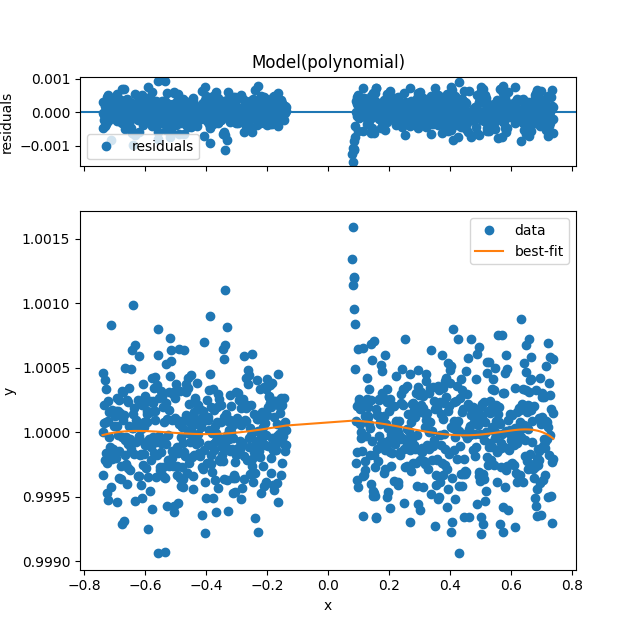 Model(polynomial)
0.001
0.000
−0.001
residuals
residuals
1.0015
1.0010
1.0005
1.0000
0.9995
0.9990
y
data
best-fit
−0.8 −0.6 −0.4 −0.2 0.0 0.2 0.4 0.6 0.8
x